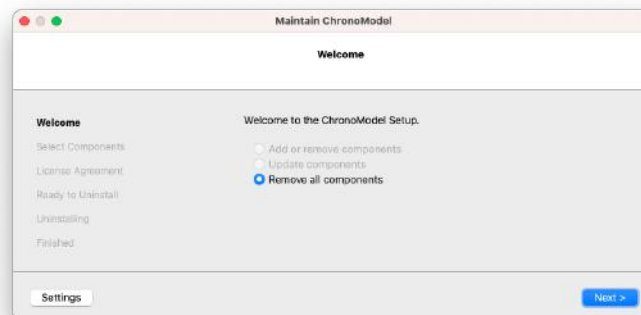 Maintain ChronoModel
Welcome
Welcome
Select Components
License Agreement
Ready to Uninstall
Uninstalling
Finished
Welcome to the ChronoModel Setup.
Add or remove components
Update components
Remove all components
Settings
Next >